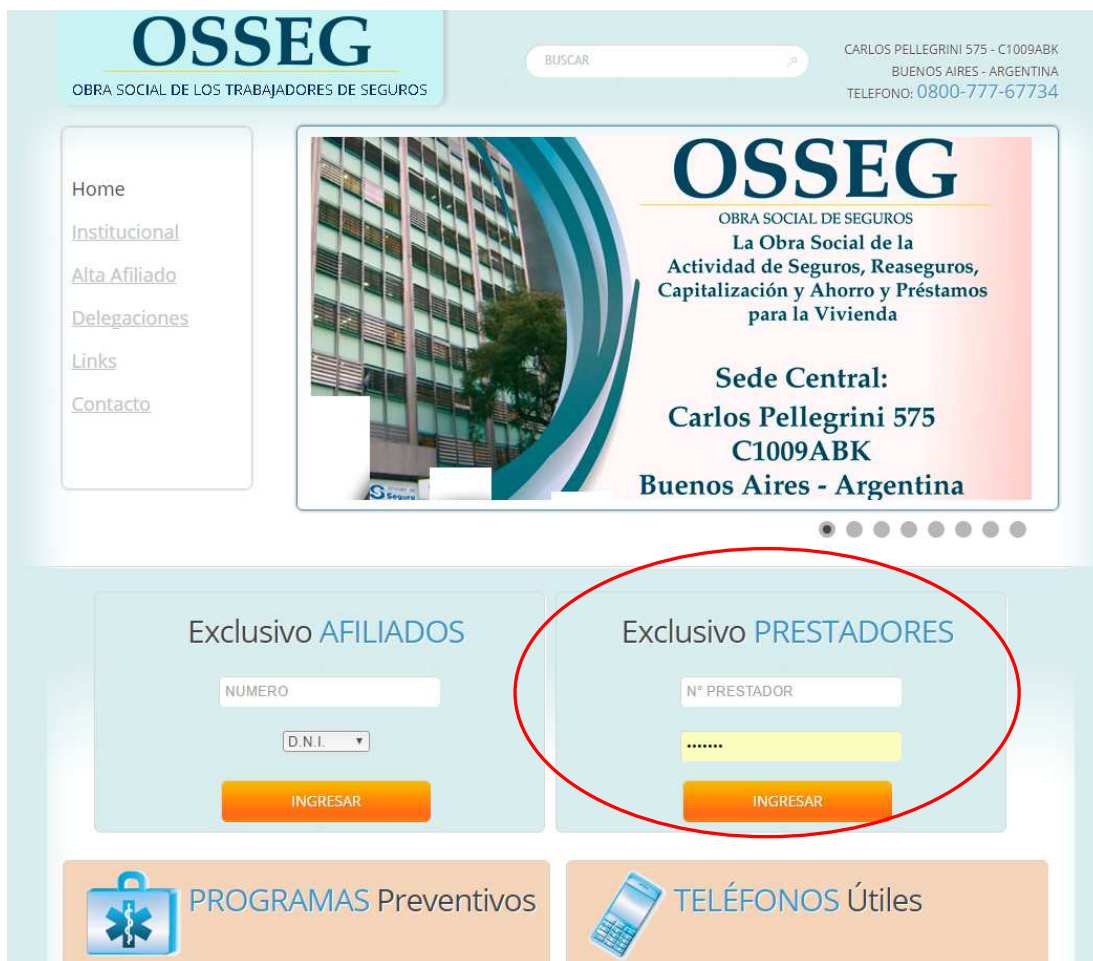 OSSEG
OBRA SOCIAL DE LOS TRABAJADORES DE SEGUROS
BUSCAR
CARLOS PELLEGRINI 575 - C1009ABK
BUENOS AIRES - ARGENTINA
TELEFONO: 0800-777-67734
Home
Institucional
Alta Afiliado
Delegaciones
Links
Contacto
OSSEG
OBRA SOCIAL DE SEGUROS
La Obra Social de la
Actividad de Seguros, Reaseguros,
Capitalización y Ahorro y Préstamos
para la Vivienda
Sede Central:
Carlos Pellegrini 575
C1009ABK
Buenos Aires - Argentina
Seguro
Exclusivo AFILIADOS
NUMERO
D.N.I.
INGRESAR
Exclusivo PRESTADORES
N° PRESTADOR
•••••••
INGRESAR
PROGRAMAS Preventivos
TELÉFONOS Útiles